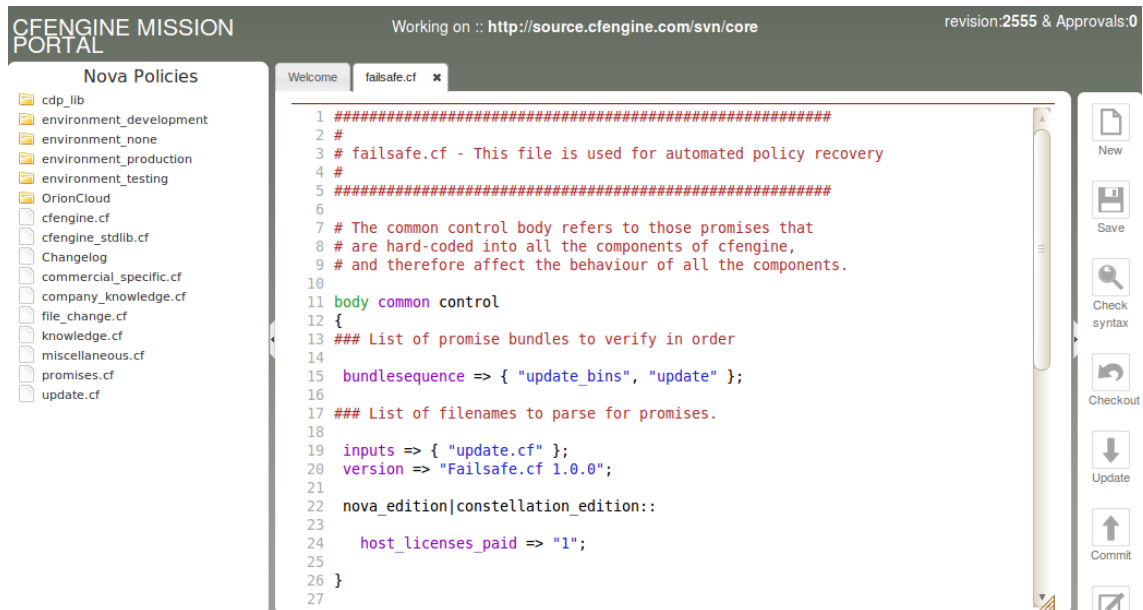 CFENGINE MISSION PORTAL
Working on :: http://source.cfengine.com/svn/core
revision:2555 & Approvals:0
Nova Policies
cdp_lib
environment_development
environment_none
environment_production
environment_testing
OrionCloud
cfengine.cf
cfengine_stdlib.cf
Changelog
commercial_specific.cf
company_knowledge.cf
file_change.cf
knowledge.cf
miscellaneous.cf
promises.cf
update.cf
Welcome
failsafe.cf ×
1 #########################################################
2 #
3 # failsafe.cf - This file is used for automated policy recovery
4 #
5 #########################################################
6
7 # The common control body refers to those promises that
8 # are hard-coded into all the components of cfengine,
9 # and therefore affect the behaviour of all the components.
10
11 body common control
12 {
13 ### List of promise bundles to verify in order
14
15  bundlesequence => { "update_bins", "update" };
16
17 ### List of filenames to parse for promises.
18
19  inputs => { "update.cf" };
20  version => "Failsafe.cf 1.0.0";
21
22  nova_edition|constellation_edition::
23
24    host_licenses_paid => "1";
25
26 }
27
New
Save
Check
syntax
Checkout
Update
Commit